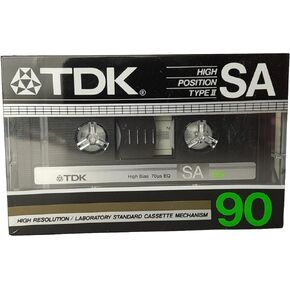 TDK® HIGH POSITION TYPE II SA
TDK High Bias 70μs EQ SA 90
HIGH RESOLUTION / LABORATORY STANDARD CASSETTE MECHANISM 90